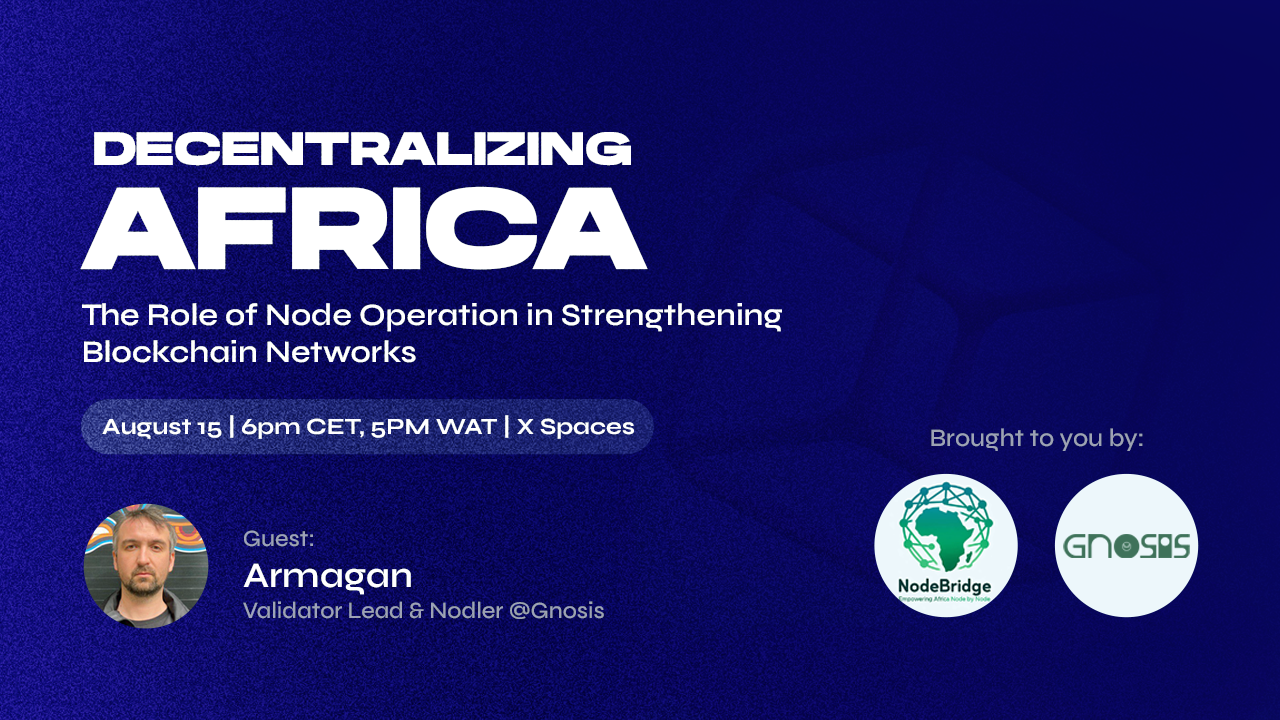 DECENTRALIZING
AFRICA
The Role of Node Operation in Strengthening
Blockchain Networks
August 15 | 6pm CET, 5PM WAT | X Spaces
Guest:
Armagan
Validator Lead & Nodler @Gnosis
Brought to you by:
NodeBridge
Empowering Africa Node by Node
GNOSIS